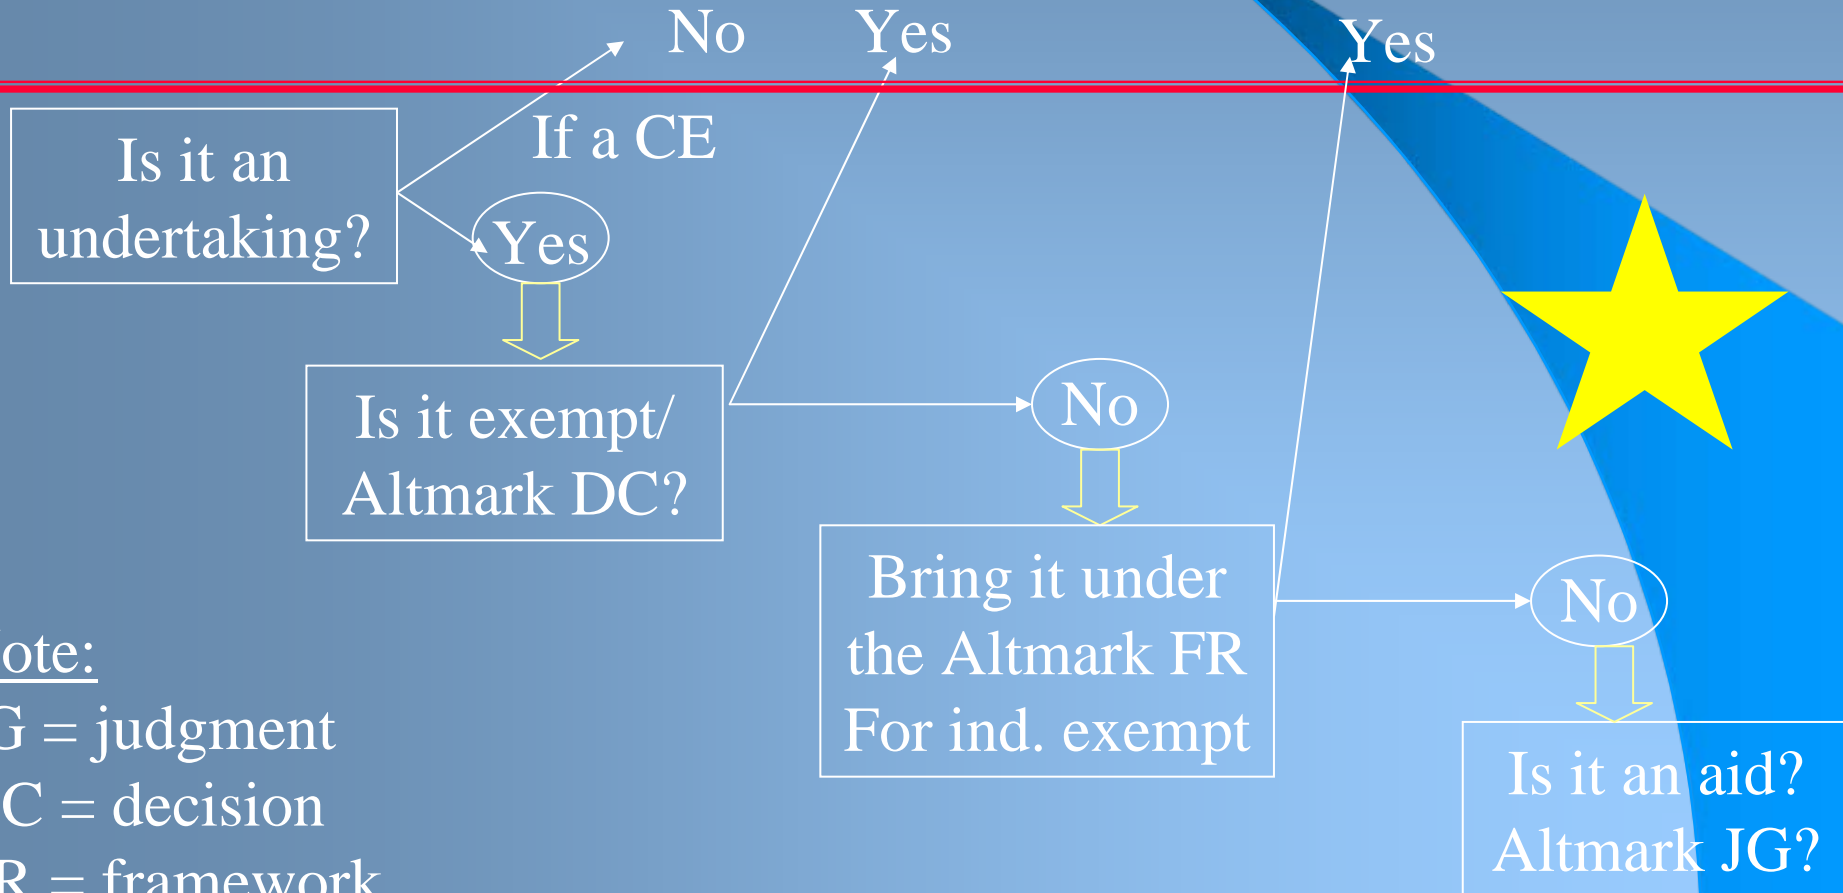 No Yes Yes
If a CE
Is it an
undertaking?
Yes
Is it exempt/
Altmark DC?
No
Bring it under
the Altmark FR
For ind. exempt
No
Is it an aid?
Altmark JG?
ote:
G = judgment
C = decision
R = framework